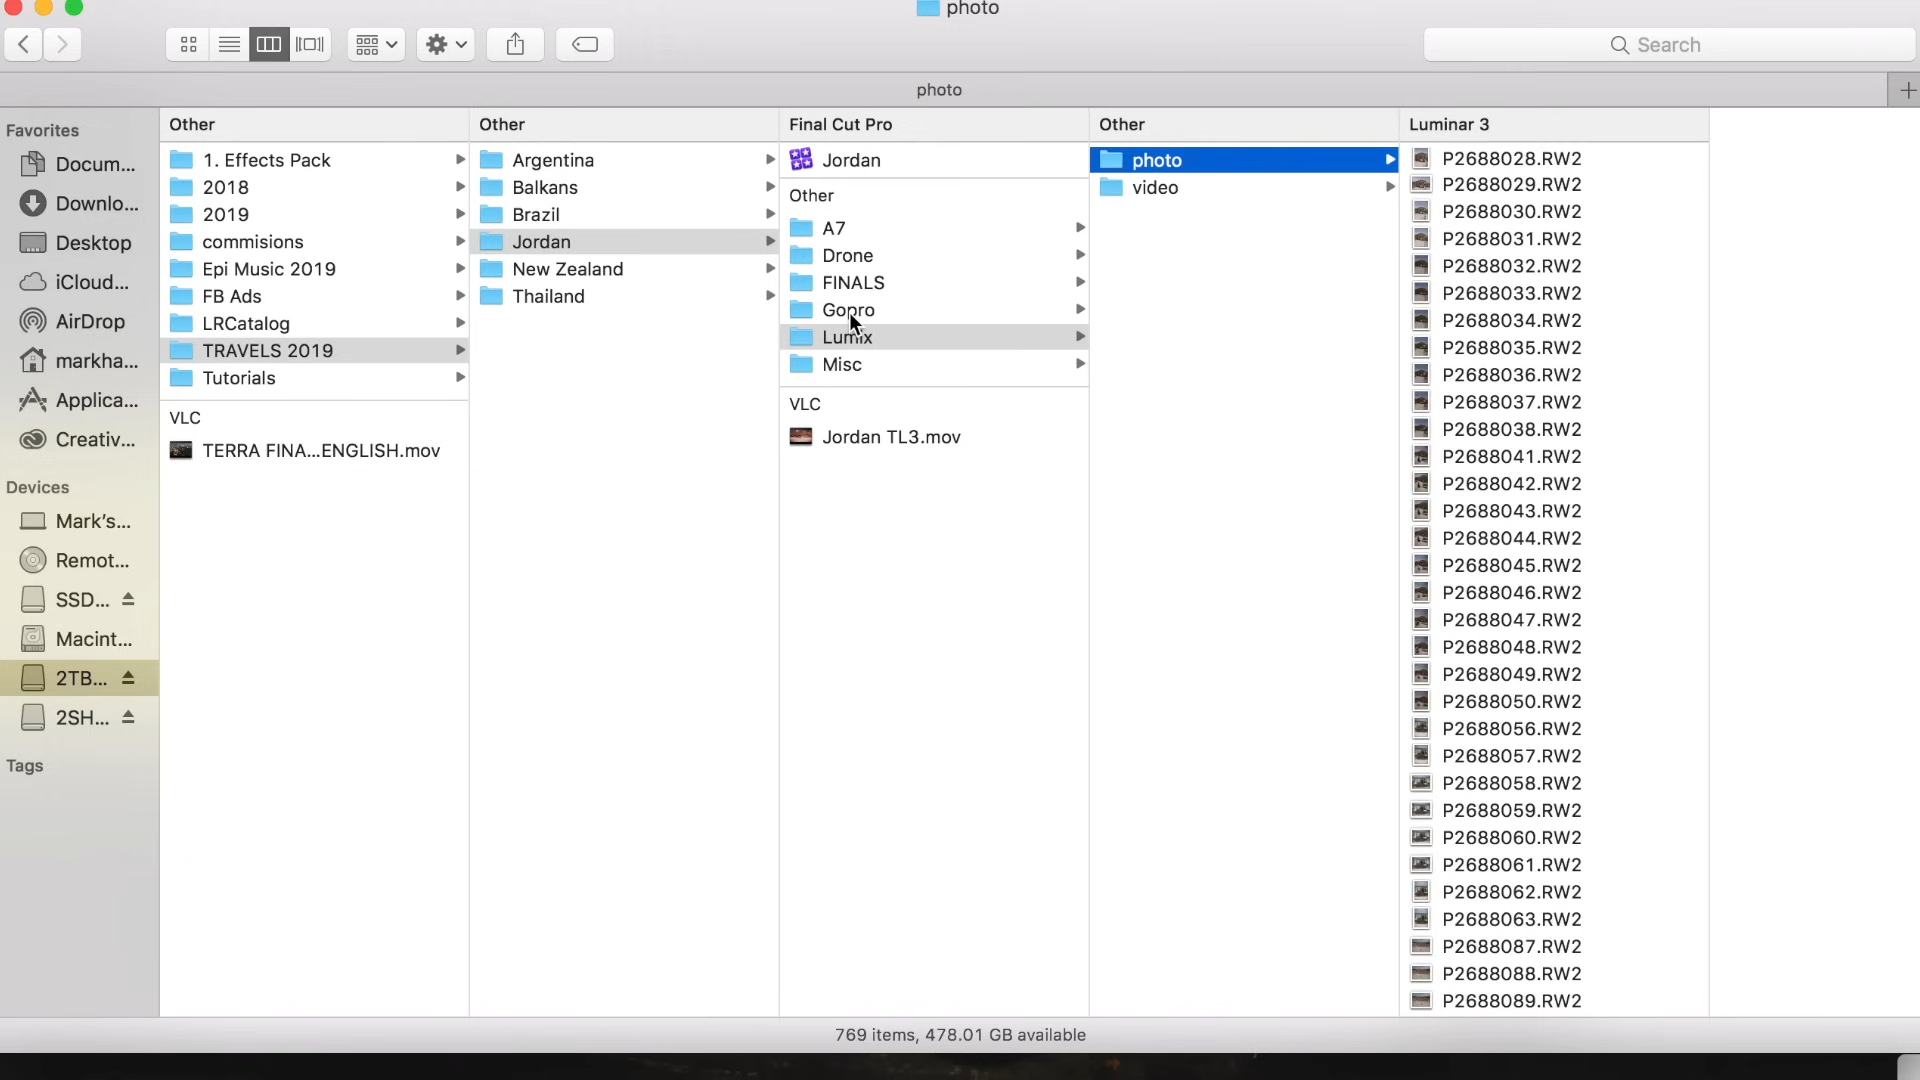 photo
Search
photo
Favorites
Docum...
Downlo...
Desktop
iCloud...
AirDrop
markha...
Applica...
Creativ...
Devices
Mark's...
Remot...
SSD...
Macint...
2TB...
2SH...
Tags
Other
1. Effects Pack
2018
2019
commisions
Epi Music 2019
FB Ads
LRCatalog
TRAVELS 2019
Tutorials
VLC
TERRA FINA...ENGLISH.mov
Other
Argentina
Balkans
Brazil
Jordan
New Zealand
Thailand
Final Cut Pro
Jordan
Other
A7
Drone
FINALS
Gopro
Lumix
Misc
VLC
Jordan TL3.mov
Other
photo
video
Luminar 3
P2688028.RW2
P2688029.RW2
P2688030.RW2
P2688031.RW2
P2688032.RW2
P2688033.RW2
P2688034.RW2
P2688035.RW2
P2688036.RW2
P2688037.RW2
P2688038.RW2
P2688041.RW2
P2688042.RW2
P2688043.RW2
P2688044.RW2
P2688045.RW2
P2688046.RW2
P2688047.RW2
P2688048.RW2
P2688049.RW2
P2688050.RW2
P2688056.RW2
P2688057.RW2
P2688058.RW2
P2688059.RW2
P2688060.RW2
P2688061.RW2
P2688062.RW2
P2688063.RW2
P2688087.RW2
P2688088.RW2
P2688089.RW2
769 items, 478.01 GB available